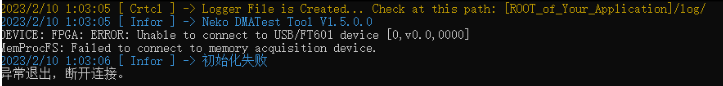 2023/2/10 1:03:05 [ Crtcl ] -> Logger File is Created... Check at this path: [ROOT_of_Your_Application]/log/
2023/2/10 1:03:05 [ Infor ] -> Neko DMATest Tool V1.5.0.0
DEVICE: FPGA: ERROR: Unable to connect to USB/FT601 device [0,v0.0,0000]
MemProcFS: Failed to connect to memory acquisition device.
2023/2/10 1:03:06 [ Infor ] -> 初始化失败
异常退出，断开连接。